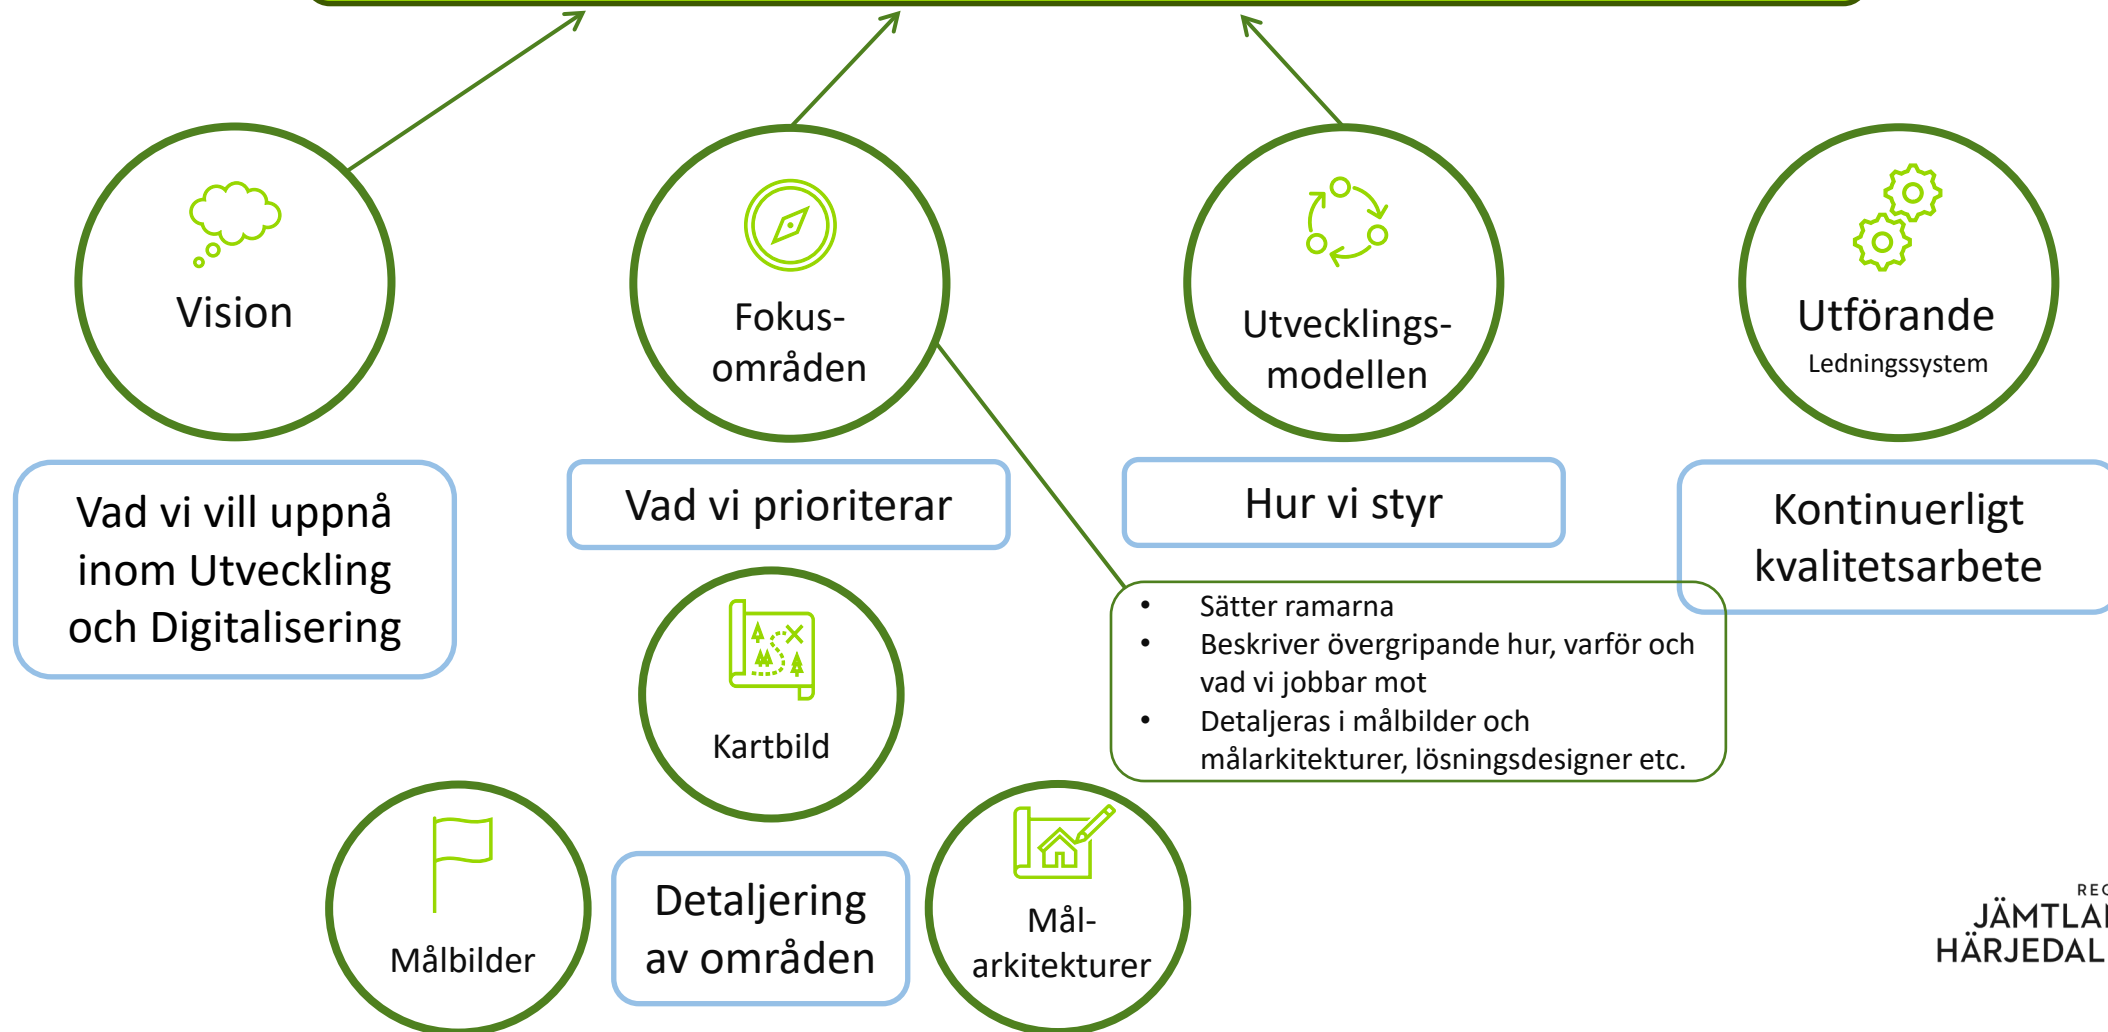 Vision
Fokus-
områden
Utvecklings-
modellen
Utförande
Ledningssystem
Vad vi vill uppnå
inom Utveckling
och Digitalisering
Vad vi prioriterar
Hur vi styr
Kontinuerligt
kvalitetsarbete
• Sätter ramarna
• Beskriver övergripande hur, varför och
vad vi jobbar mot
• Detaljeras i målbilder och
målarkitekturer, lösningsdesigner etc.
Kartbild
Målbilder
Detaljering
av områden
Mål-
arkitekturer